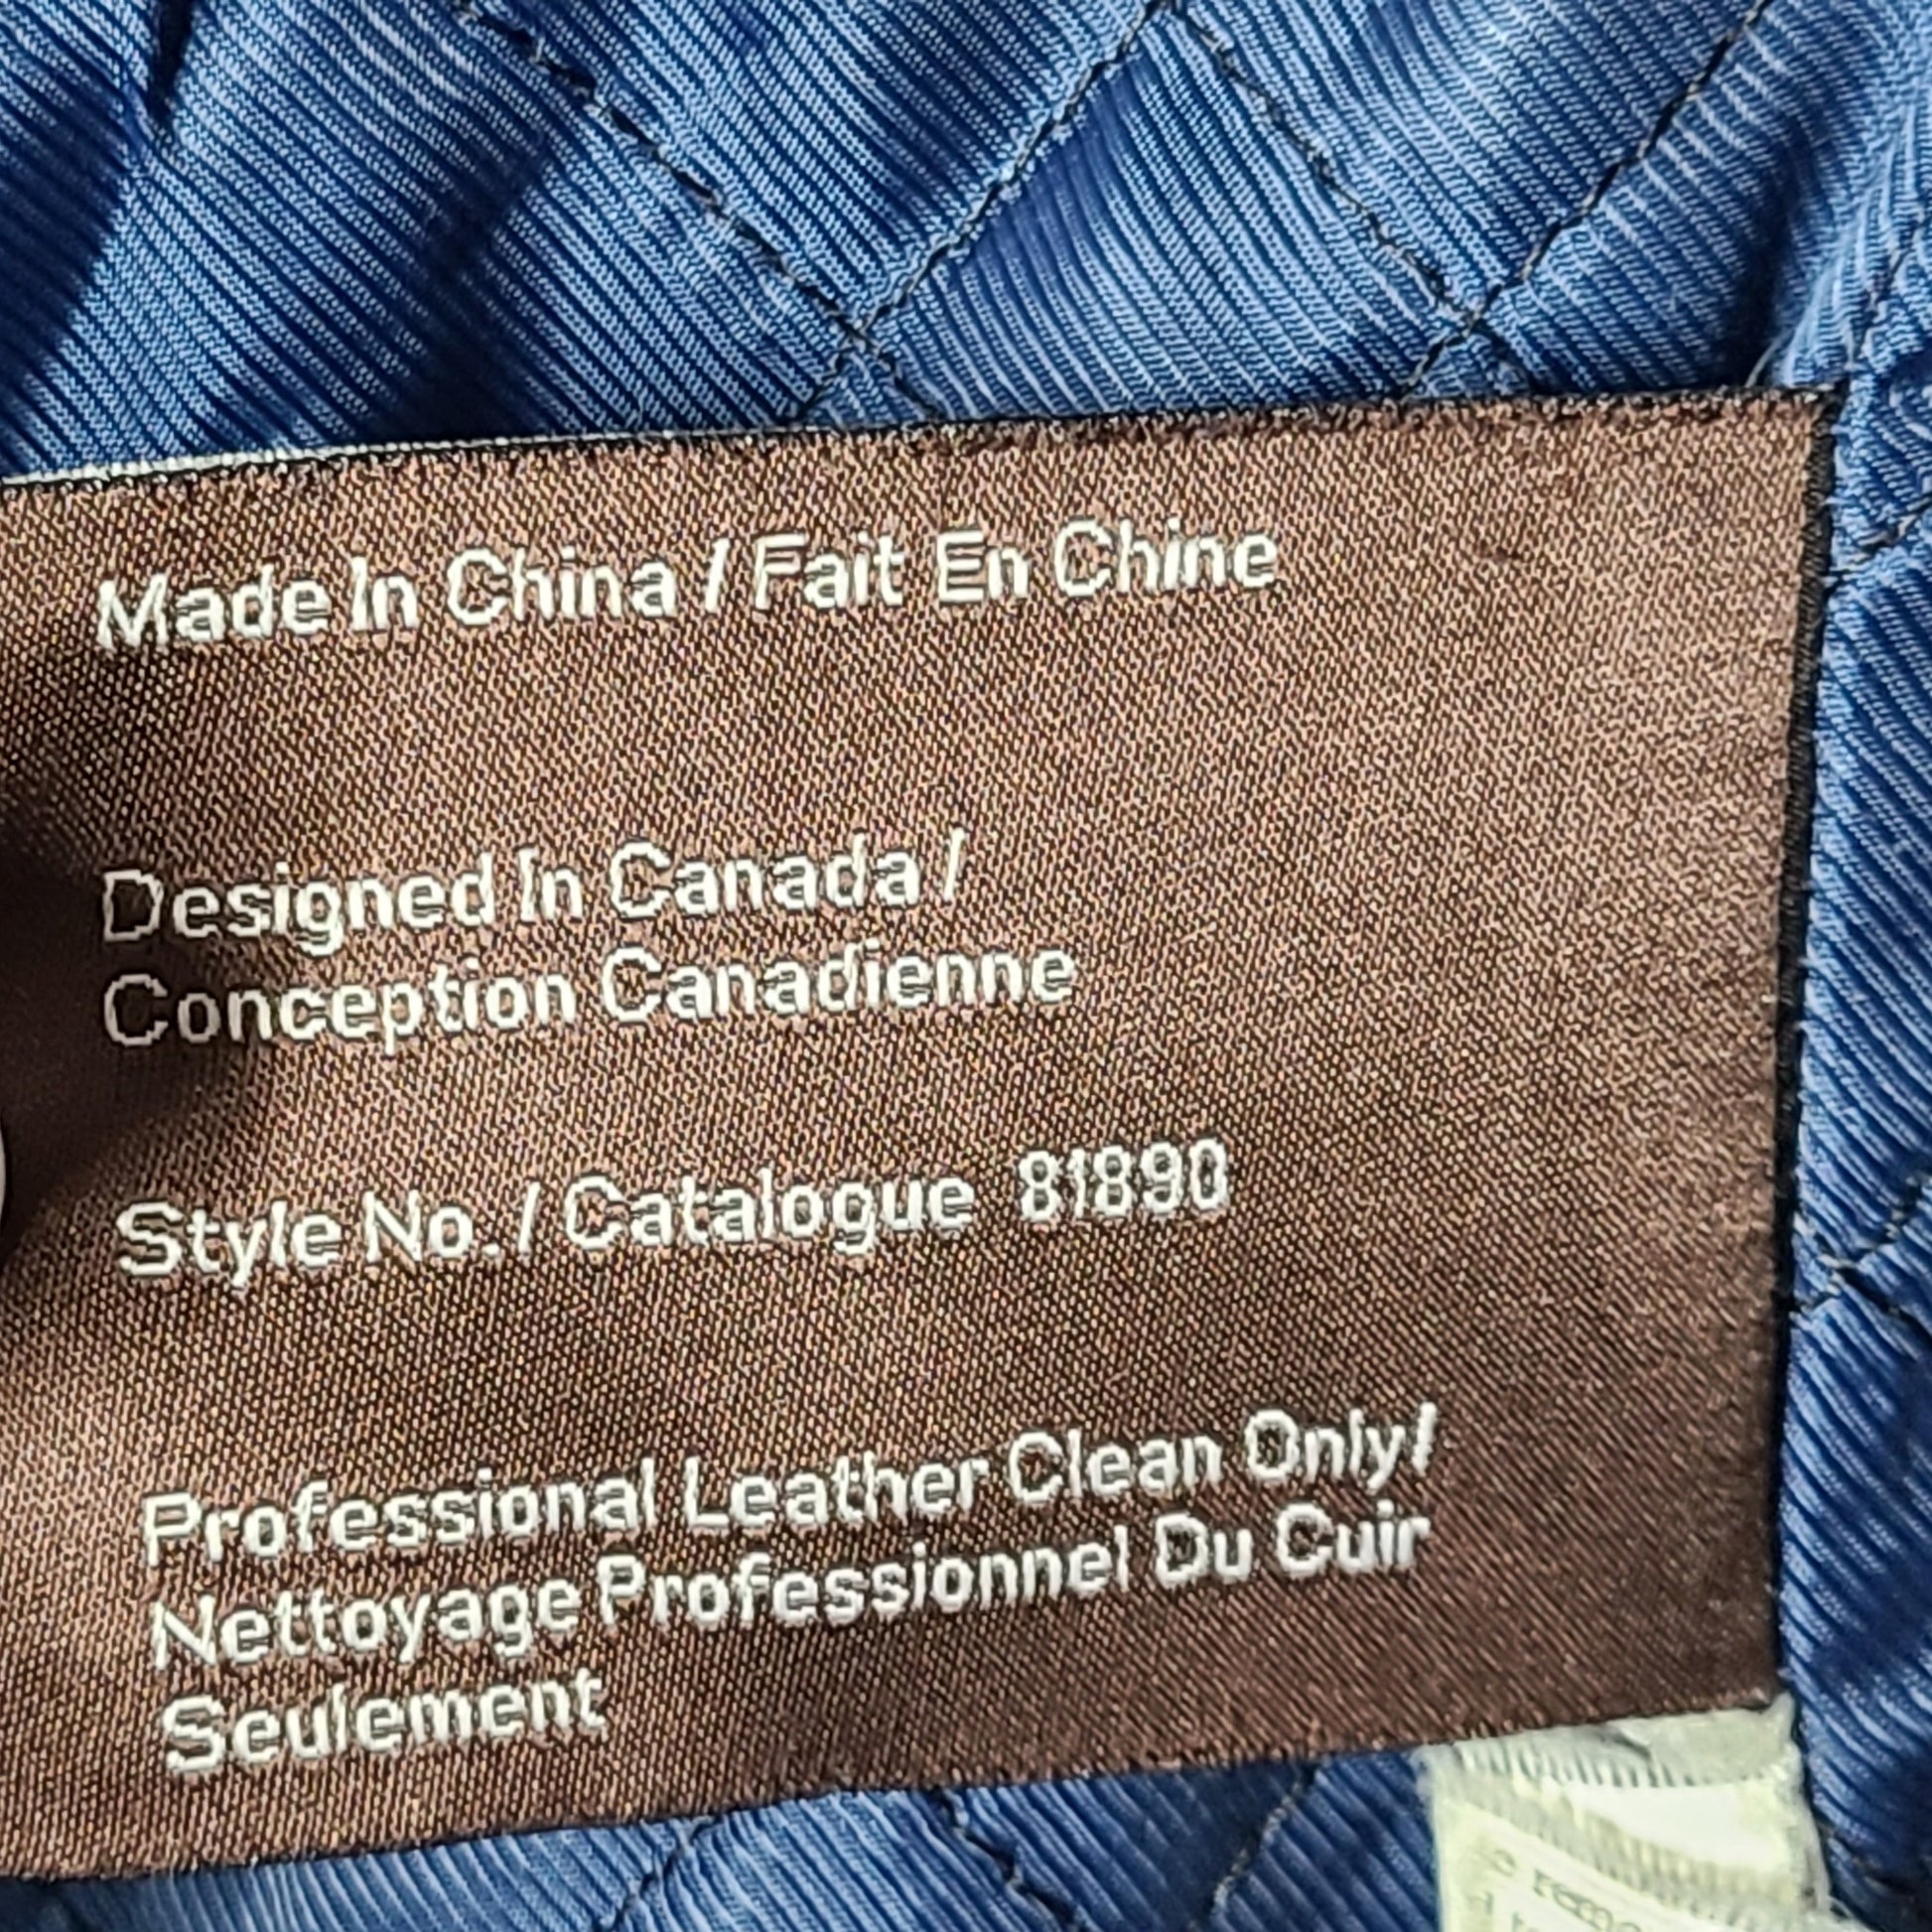 Made In China / Fait En Chine
Designed In Canada /
Conception Canadienne
Style No. / Catalogue 81890
Professional Leather Clean Only/
Nettoyage Professionnel Du Cuir
Seulement